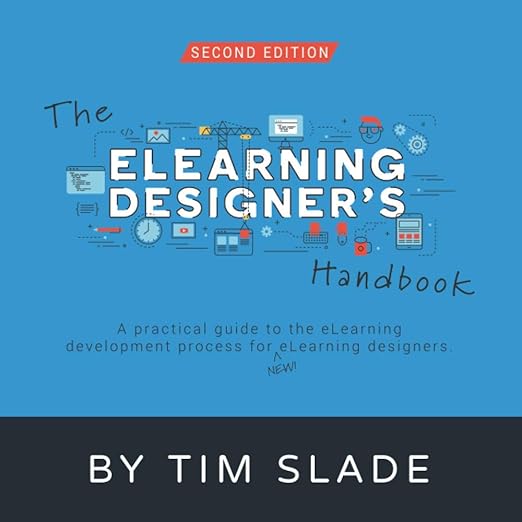 SECOND EDITION
The
ELEARNING
DESIGNER'S
Handbook
A practical guide to the eLearning
development process for eLearning designers.
NEW!
BY TIM SLADE